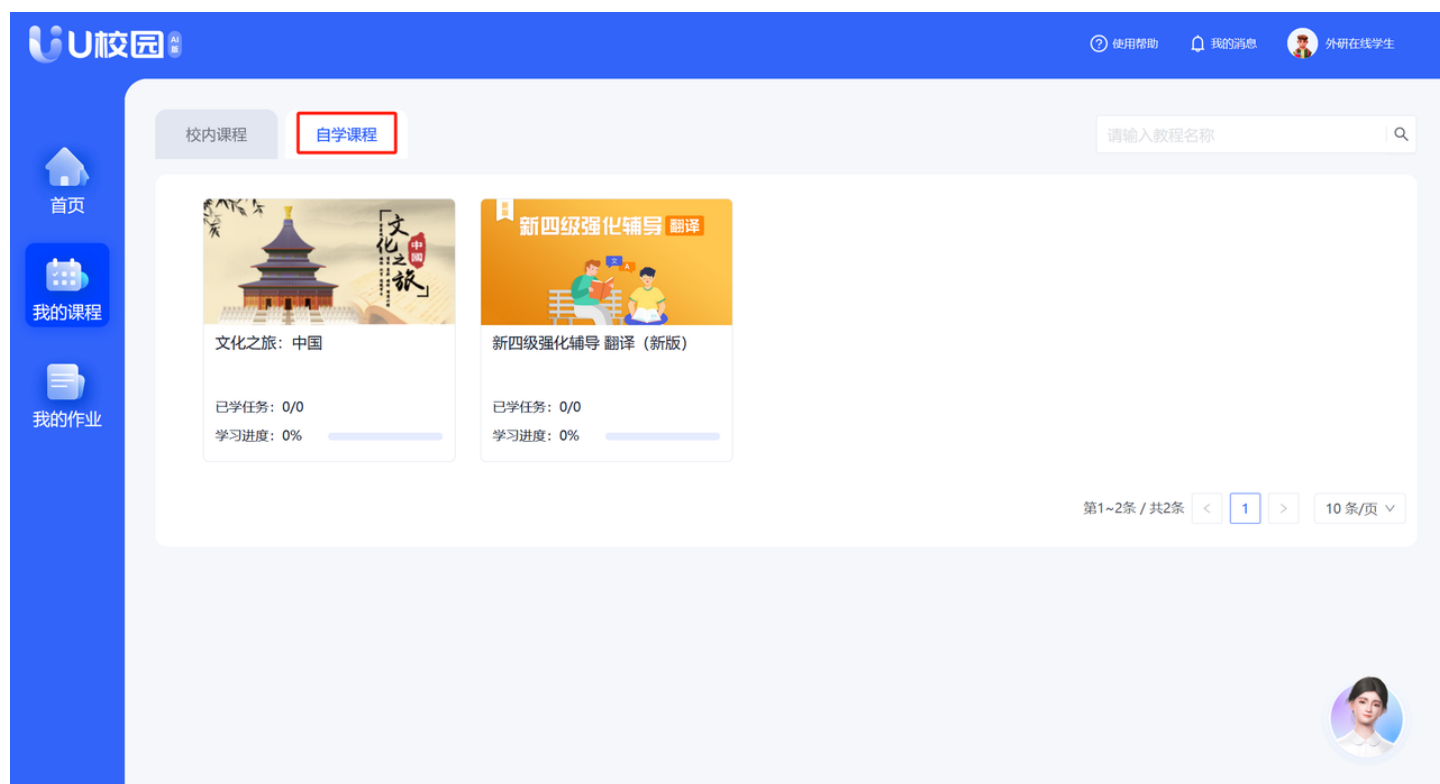 U校园 AI版
使用帮助
我的消息
外研在线学生
校内课程
自学课程
请输入教程名称
首页
我的课程
我的作业
「文化之旅」
中國
新四级强化辅导 翻译
文
A
文化之旅：中国
新四级强化辅导 翻译（新版）
已学任务：0/0
已学任务：0/0
学习进度：0%
学习进度：0%
第1~2条 / 共2条 < 1 > 10 条/页